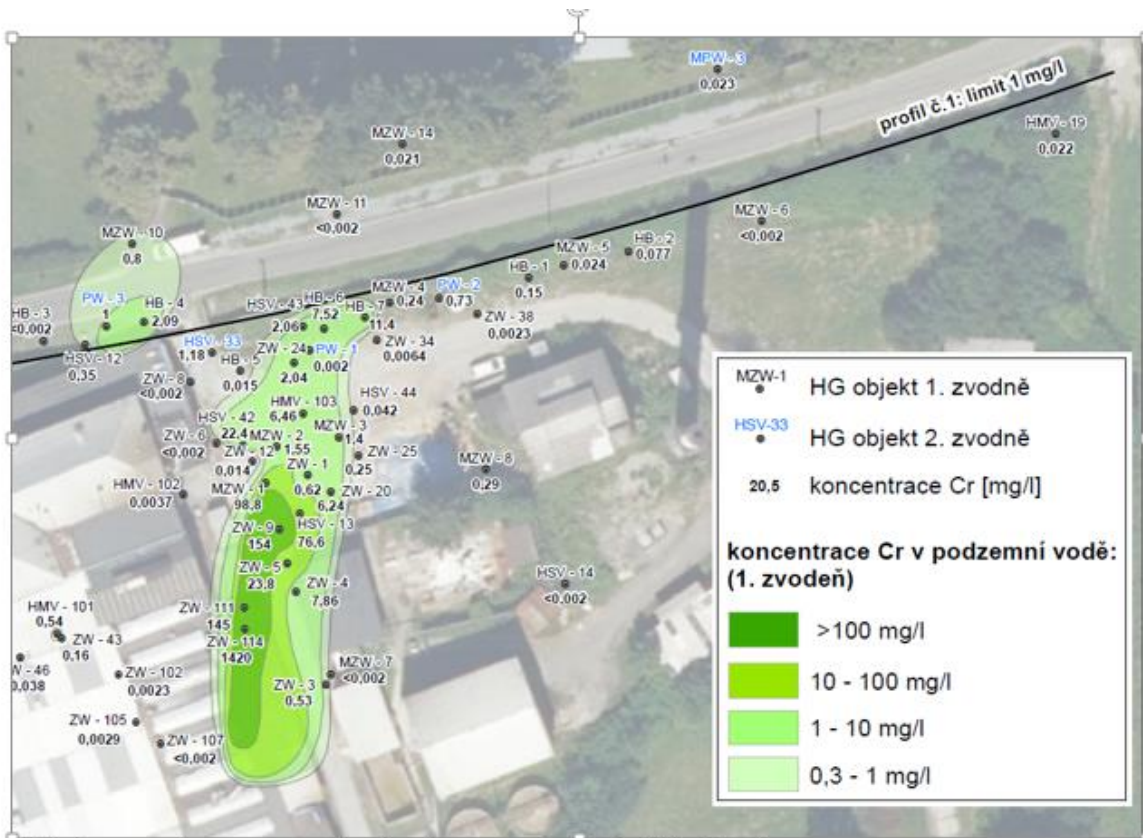 MPW - 3
0,023
profil č.1: limit 1 mg/l
HMV - 19
0,022
MZW - 14
0,021
MZW - 11
<0,002
MZW - 6
<0,002
MZW - 10
0,8
HB - 2
0,077
MZW - 5
0,024
HB - 1
0,15
PW - 2
0,73
MZW - 4
0,24
ZW - 38
0,0023
PW - 3
1
HB - 4
2,09
HB - 3
<0,002
HSV - 12
0,35
HSV - 43
2,06
HB - 6
7,52
HB - 7
11,4
ZW - 34
0,0064
HSV - 33
1,18
HB - 5
0,015
ZW - 24
2,04
PW - 1
0,002
ZW - 8
<0,002
HMV - 103
6,46
HSV - 44
0,042
HSV - 42
22,4
MZW - 2
1,55
MZW - 3
1,4
ZW - 6
<0,002
ZW - 12
0,014
ZW - 25
0,25
MZW - 8
0,29
ZW - 1
0,62
HMV - 102
0,0037
MZW - 1
98,8
ZW - 20
6,24
ZW - 9
154
HSV - 13
76,6
ZW - 5
23,8
ZW - 4
7,86
HSV - 14
<0,002
HMV - 101
0,54
ZW - 43
0,16
W - 46
0,038
ZW - 111
145
ZW - 114
1420
ZW - 102
0,0023
MZW - 7
<0,002
ZW - 3
0,53
ZW - 105
0,0029
ZW - 107
<0,002
MZW-1
HG objekt 1. zvodně
HSV-33
HG objekt 2. zvodně
20,5
koncentrace Cr [mg/l]
koncentrace Cr v podzemní vodě:
(1. zvodeň)
>100 mg/l
10 - 100 mg/l
1 - 10 mg/l
0,3 - 1 mg/l